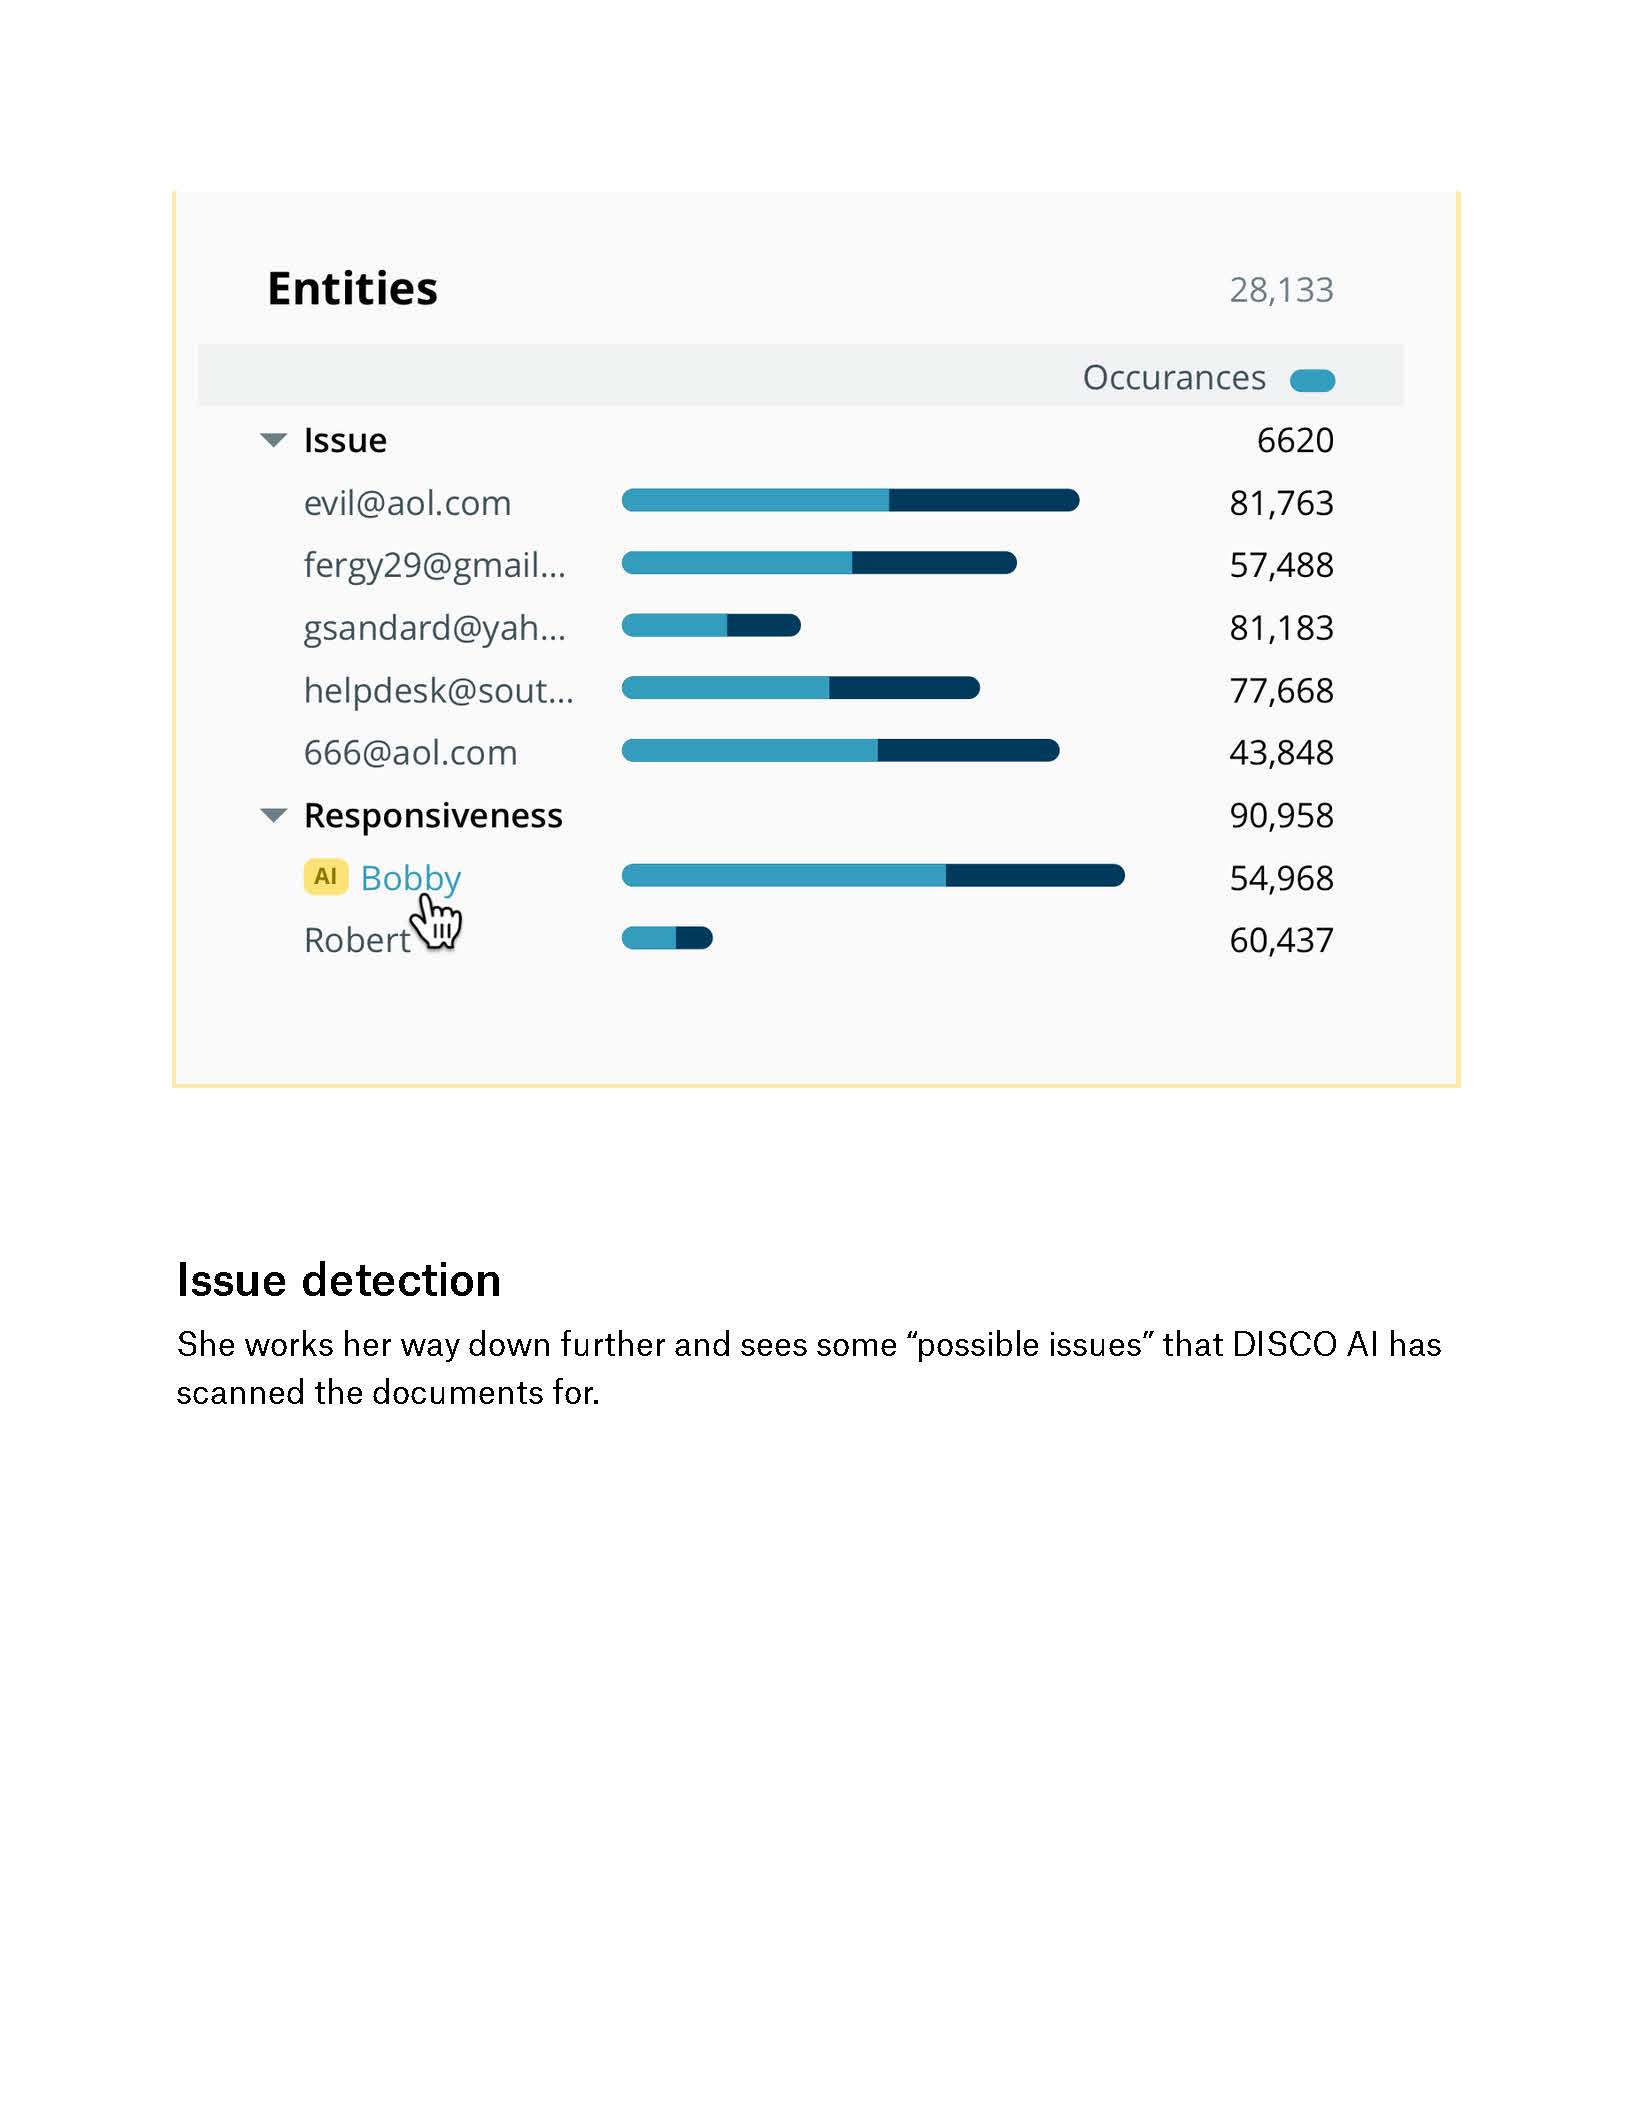 Entities 28,133
Occurances
Issue 6620
evil@aol.com 81,763
fergy29@gmail... 57,488
gsandard@yah... 81,183
helpdesk@sout... 77,668
666@aol.com 43,848
Responsiveness 90,958
AI Bobby 54,968
Robert 60,437
Issue detection
She works her way down further and sees some “possible issues” that DISCO AI has
scanned the documents for.